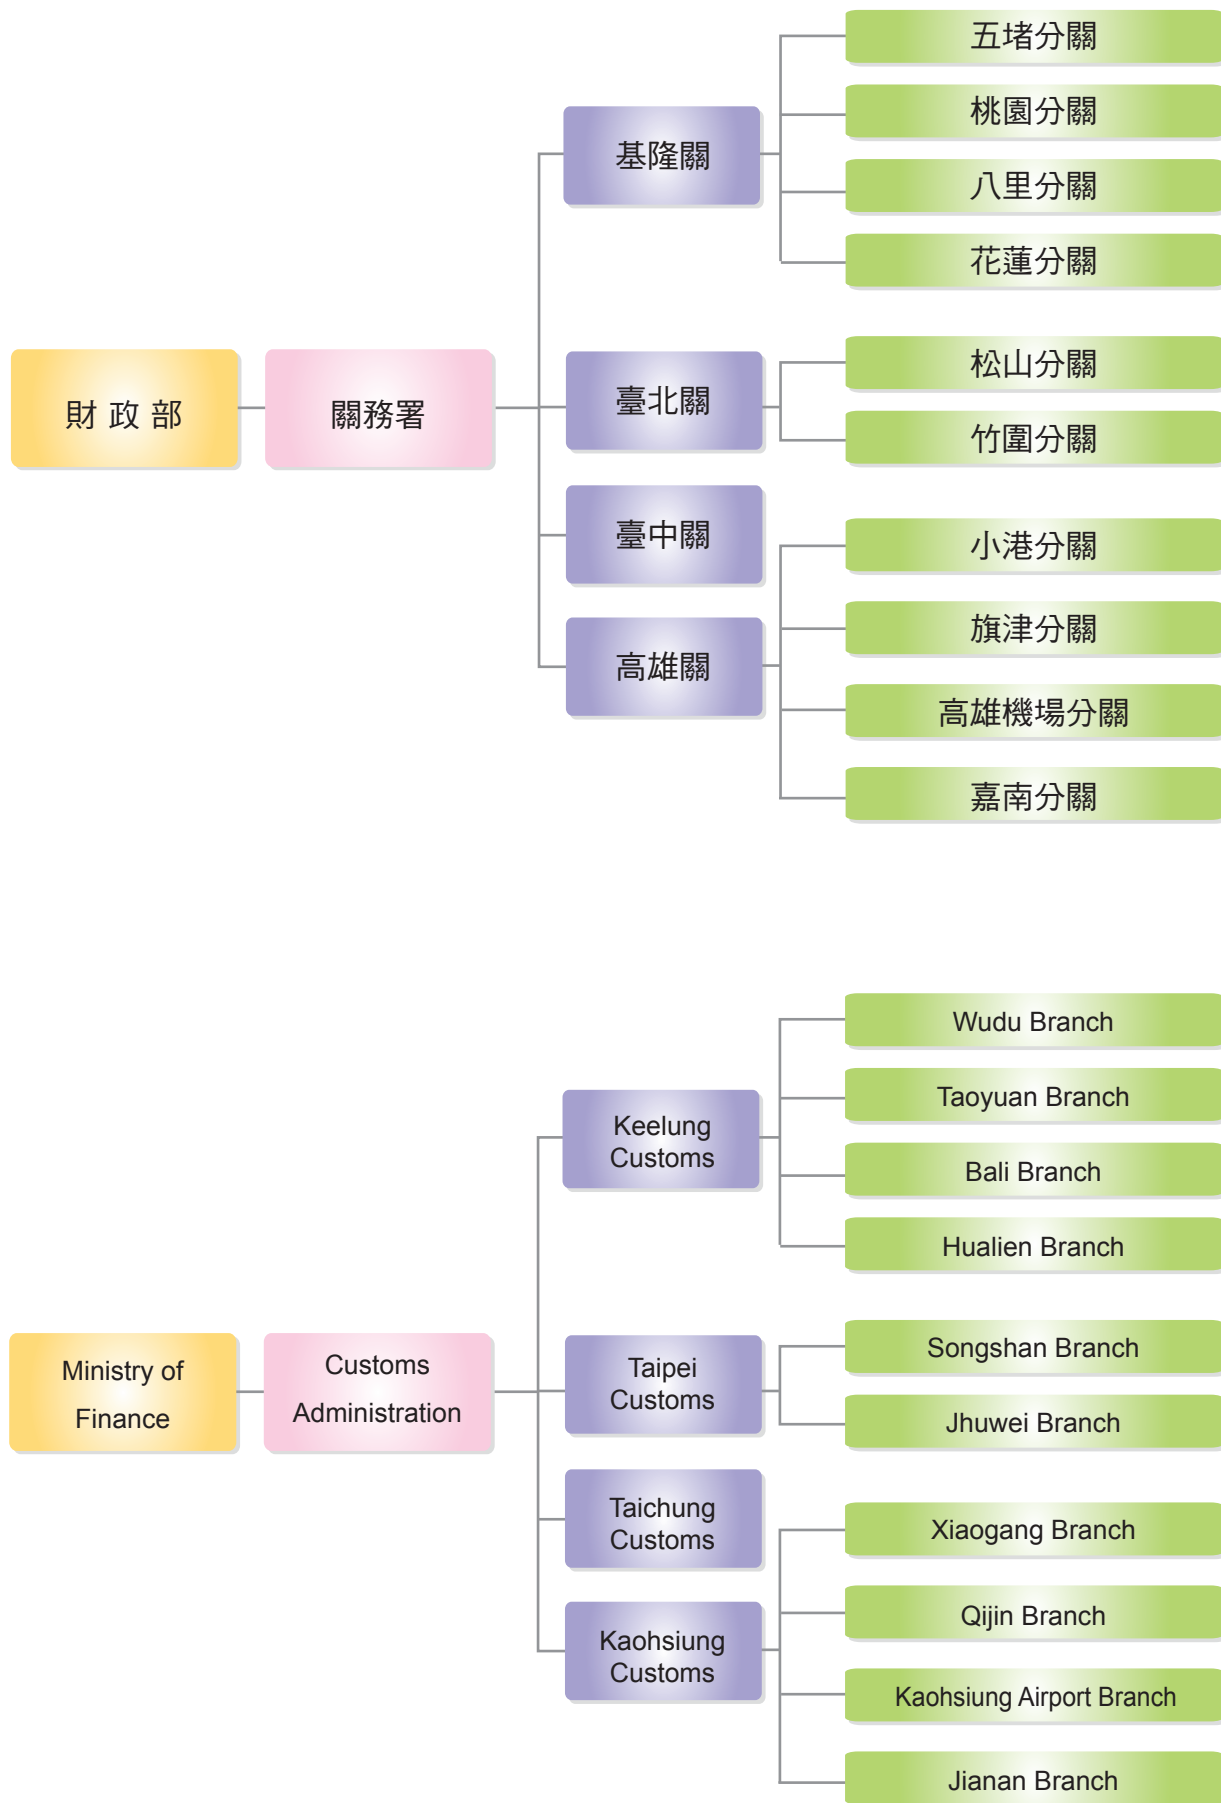 五堵分關
桃園分關
基隆關
八里分關
花蓮分關
松山分關
財政部
關務署
臺北關
竹圍分關
臺中關
小港分關
旗津分關
高雄關
高雄機場分關
嘉南分關
Wudu Branch
Taoyuan Branch
Keelung
Customs
Bali Branch
Hualien Branch
Songshan Branch
Ministry of
Finance
Customs
Administration
Taipei
Customs
Jhuwei Branch
Taichung
Customs
Xiaogang Branch
Qijin Branch
Kaohsiung
Customs
Kaohsiung Airport Branch
Jianan Branch